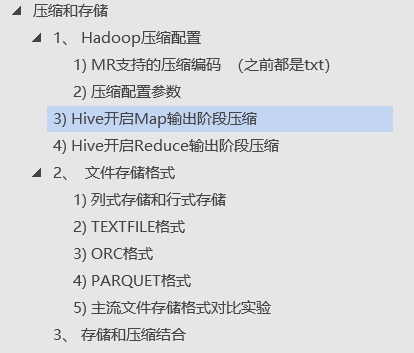 压缩和存储
1、 Hadoop压缩配置
1) MR支持的压缩编码 （之前都是txt）
2) 压缩配置参数
3) Hive开启Map输出阶段压缩
4) Hive开启Reduce输出阶段压缩
2、 文件存储格式
1) 列式存储和行式存储
2) TEXTFILE格式
3) ORC格式
4) PARQUET格式
5) 主流文件存储格式对比实验
3、 存储和压缩结合